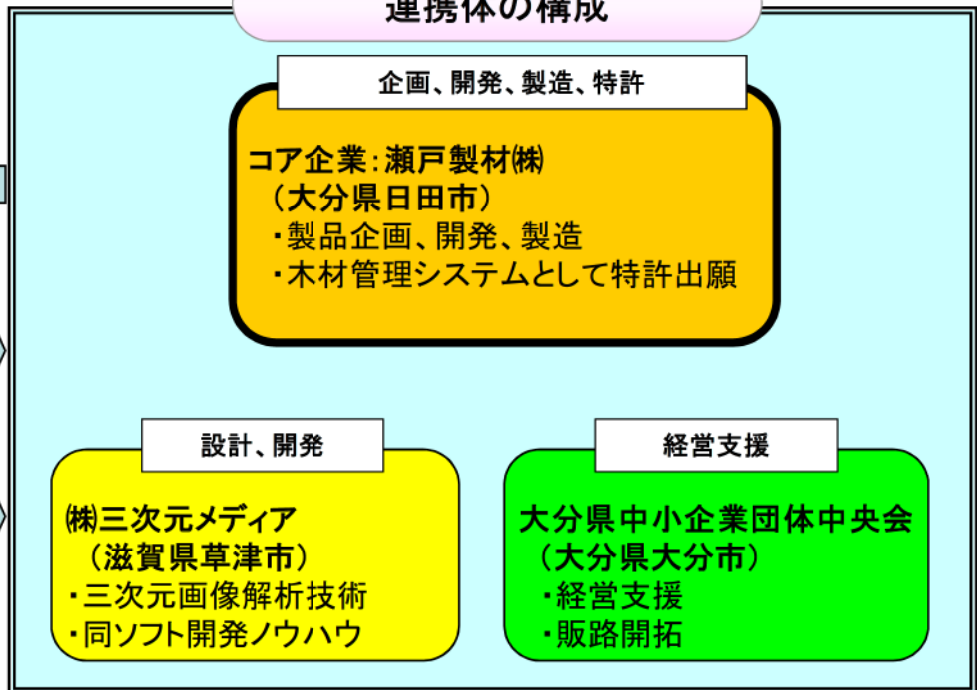 連携体の構成
企画、開発、製造、特許
コア企業：瀬戸製材㈱
（大分県日田市）
・製品企画、開発、製造
・木材管理システムとして特許出願
設計、開発
㈱三次元メディア
（滋賀県草津市）
・三次元画像解析技術
・同ソフト開発ノウハウ
経営支援
大分県中小企業団体中央会
（大分県大分市）
・経営支援
・販路開拓